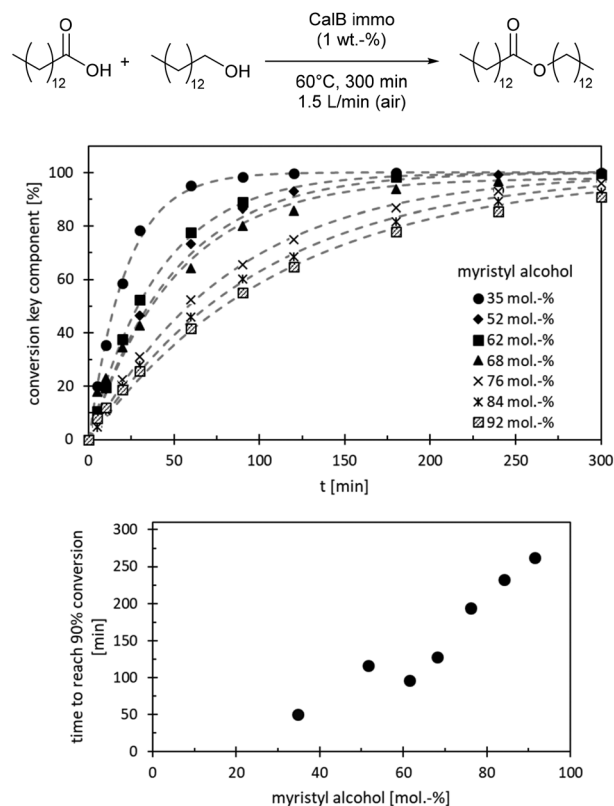 CalB immo
(1 wt.-%)
O
12
OH
+
12
OH
60°C, 300 min
1.5 L/min (air)
O
12
O
12
conversion key component [%]
100
80
60
40
20
0
myristyl alcohol
35 mol.-%
52 mol.-%
62 mol.-%
68 mol.-%
76 mol.-%
84 mol.-%
92 mol.-%
0 50 100 150 200 250 300
t [min]
time to reach 90% conversion
[min]
300
250
200
150
100
50
0
0 20 40 60 80 100
myristyl alcohol [mol.-%]